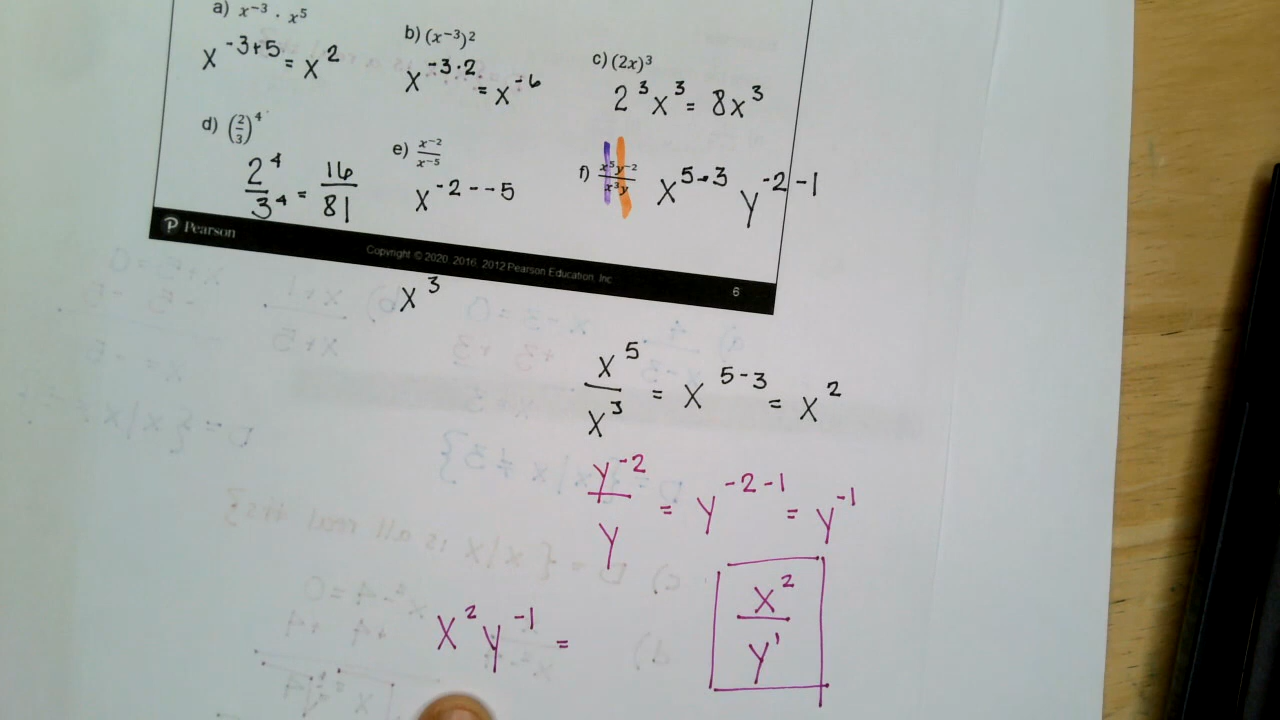 a) x⁻³ · x⁵
x⁻³⁺⁵ = x²
b) (x⁻³)²
x⁻³·² = x⁻⁶
c) (2x)³
2³x³ = 8x³
d) (2/3)⁴
2⁴/3⁴ = 16/81
e) x⁻²/x⁻⁵
x⁻²⁻⁻⁵
x³
f) x⁵y⁻²/x³y
x⁵⁻³ y⁻²⁻¹
Pearson
Copyright © 2020, 2016, 2012 Pearson Education, Inc.
6
x⁵/x³ = x⁵⁻³ = x²
y⁻²/y = y⁻²⁻¹ = y⁻¹
x²y⁻¹ =
x²/y¹